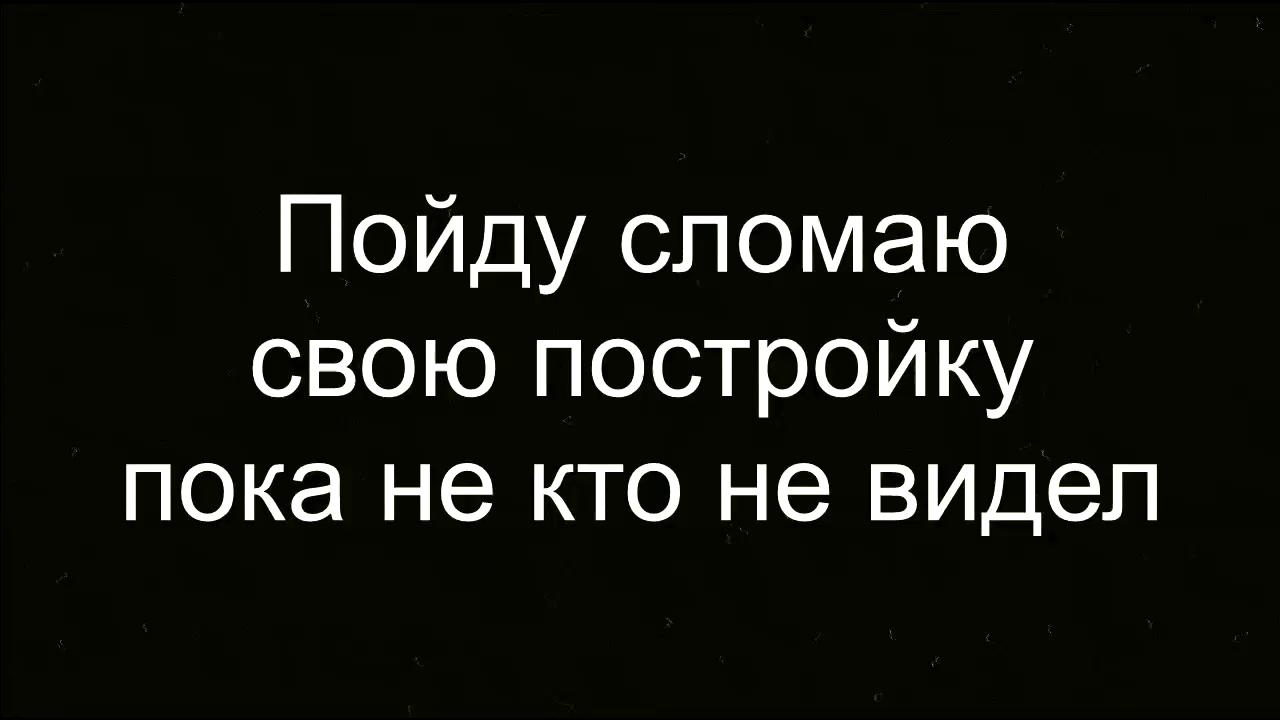 Пойду сломаю
свою постройку
пока не кто не видел